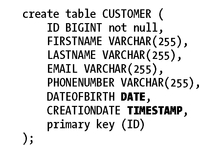 create table CUSTOMER (
ID BIGINT not null,
FIRSTNAME VARCHAR(255),
LASTNAME VARCHAR(255),
EMAIL VARCHAR(255),
PHONENUMBER VARCHAR(255),
DATEOFBIRTH DATE,
CREATIONDATE TIMESTAMP,
primary key (ID)
);